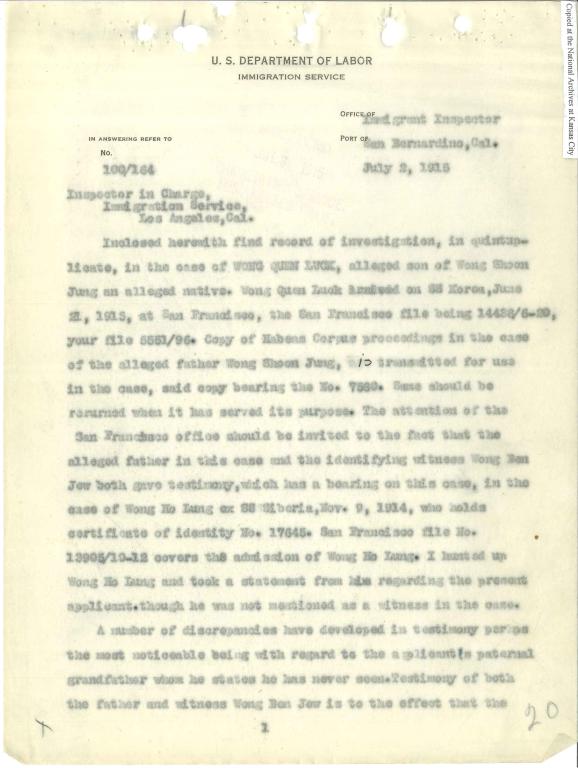 Copied at the National Archives at Kansas City
U. S. DEPARTMENT OF LABOR
IMMIGRATION SERVICE
OFFICE OF Immigrant Inspector
IN ANSWERING REFER TO
PORT OF San Bernardino,Cal.
No.
100/164
July 2, 1915
Inspector in Charge,
Immigration Service,
Los Angeles,Cal.
Inclosed herewith find record of investigation, in quintup-
licate, in the case of WONG QUEN LUCK, alleged son of Wong Shoon
Jung an alleged native. Wong Quen Luck arrived on SS Korea,June
21, 1915, at San Francisco, the San Francisco file being 14435/6-20,
your file 5551/96. Copy of Habeas Corpus proceedings in the case
of the alleged father Wong Shoon Jung, is transmitted for use
in the case, said copy bearing the No. Same should be
returned when it has served its purpose. The attention of the
San Francisco office should be invited to the fact that the
alleged father in this case and the identifying witness Wong Ben
Jew both gave testimony,which has a bearing on this case, in the
case of Wong Ho Lung ex SS Siberia,Nov. 9, 1914, who holds
certificate of identity No. 17645. San Francisco file No.
13905/10-12 covers the admission of Wong Ho Lung. I hunted up
Wong Ho Lung and took a statement from him regarding the present
applicant.though he was not mentioned as a witness in the case.
A number of discrepancies have developed in testimony perhaps
the most noticeable being with regard to the applicant's paternal
grandfather whom he states he has never seen.Testimony of both
the father and witness Wong Ben Jew is to the effect that the
1
20